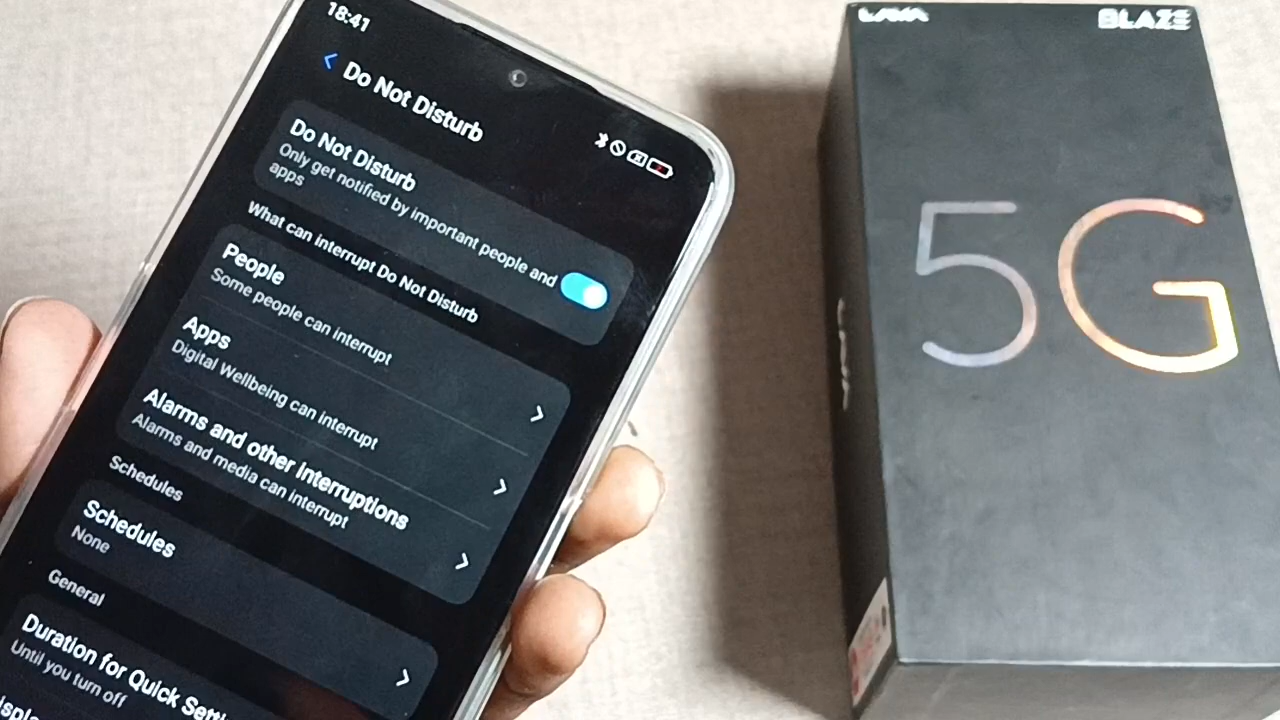 18:41
Do Not Disturb
Do Not Disturb
Only get notified by important people and
apps
What can interrupt Do Not Disturb
People
Some people can interrupt
Apps
Digital Wellbeing can interrupt
Alarms and other interruptions
Alarms and media can interrupt
Schedules
Schedules
None
General
Duration for Quick
Until you turn off
LAVA
BLAZE
5G